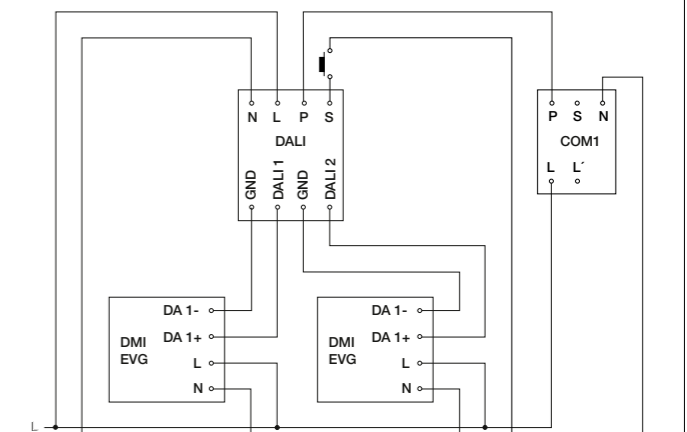 N L P S
DALI
GND DALI 1 GND DALI 2
P S N
COM1
L L´
DA 1-
DMI
EVG
DA 1+
L
N
DA 1-
DMI
EVG
DA 1+
L
N
L